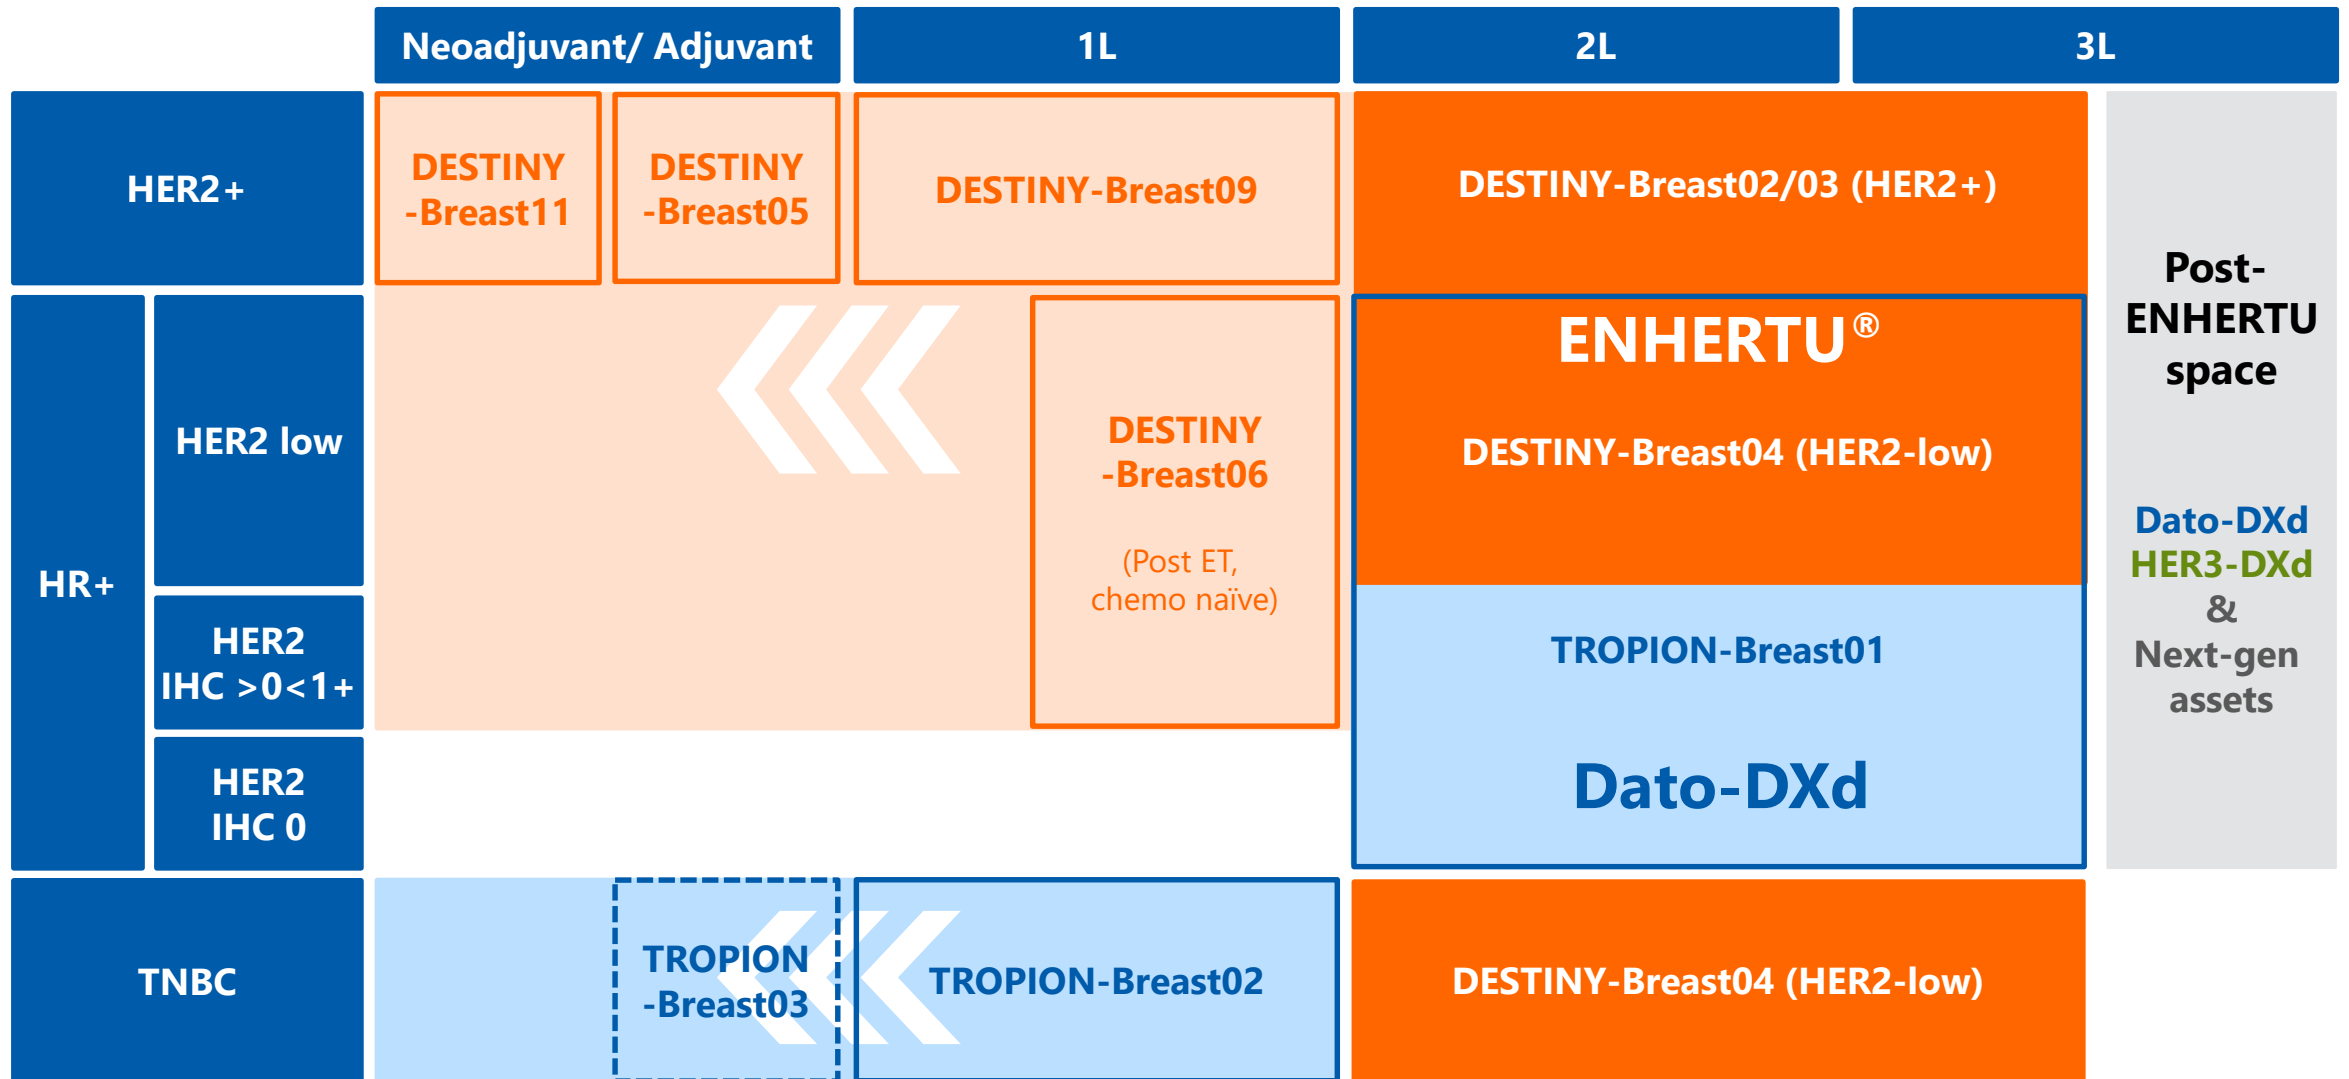 Neoadjuvant/ Adjuvant
1L
2L
3L
HER2+
DESTINY
-Breast11
DESTINY
-Breast05
DESTINY-Breast09
DESTINY-Breast02/03 (HER2+)
HR+
HER2 low
HER2
IHC >0<1+
HER2
IHC 0
DESTINY
-Breast06
(Post ET,
chemo naïve)
ENHERTU®
DESTINY-Breast04 (HER2-low)
TROPION-Breast01
Dato-DXd
Post-
ENHERTU
space
Dato-DXd
HER3-DXd
&
Next-gen
assets
TNBC
TROPION
-Breast03
TROPION-Breast02
DESTINY-Breast04 (HER2-low)